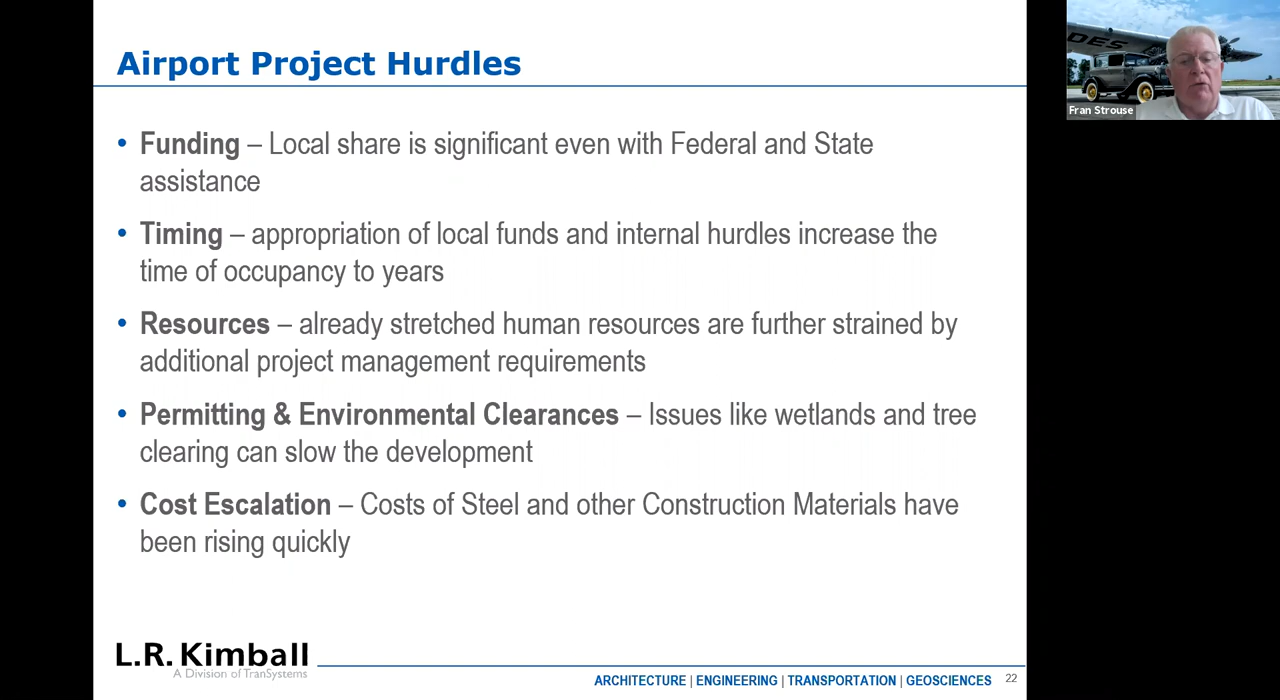 Airport Project Hurdles
• Funding – Local share is significant even with Federal and State
assistance
• Timing – appropriation of local funds and internal hurdles increase the
time of occupancy to years
• Resources – already stretched human resources are further strained by
additional project management requirements
• Permitting & Environmental Clearances – Issues like wetlands and tree
clearing can slow the development
• Cost Escalation – Costs of Steel and other Construction Materials have
been rising quickly
L.R. Kimball
A Division of TranSystems
ARCHITECTURE | ENGINEERING | TRANSPORTATION | GEOSCIENCES 22
DES
Fran Strouse